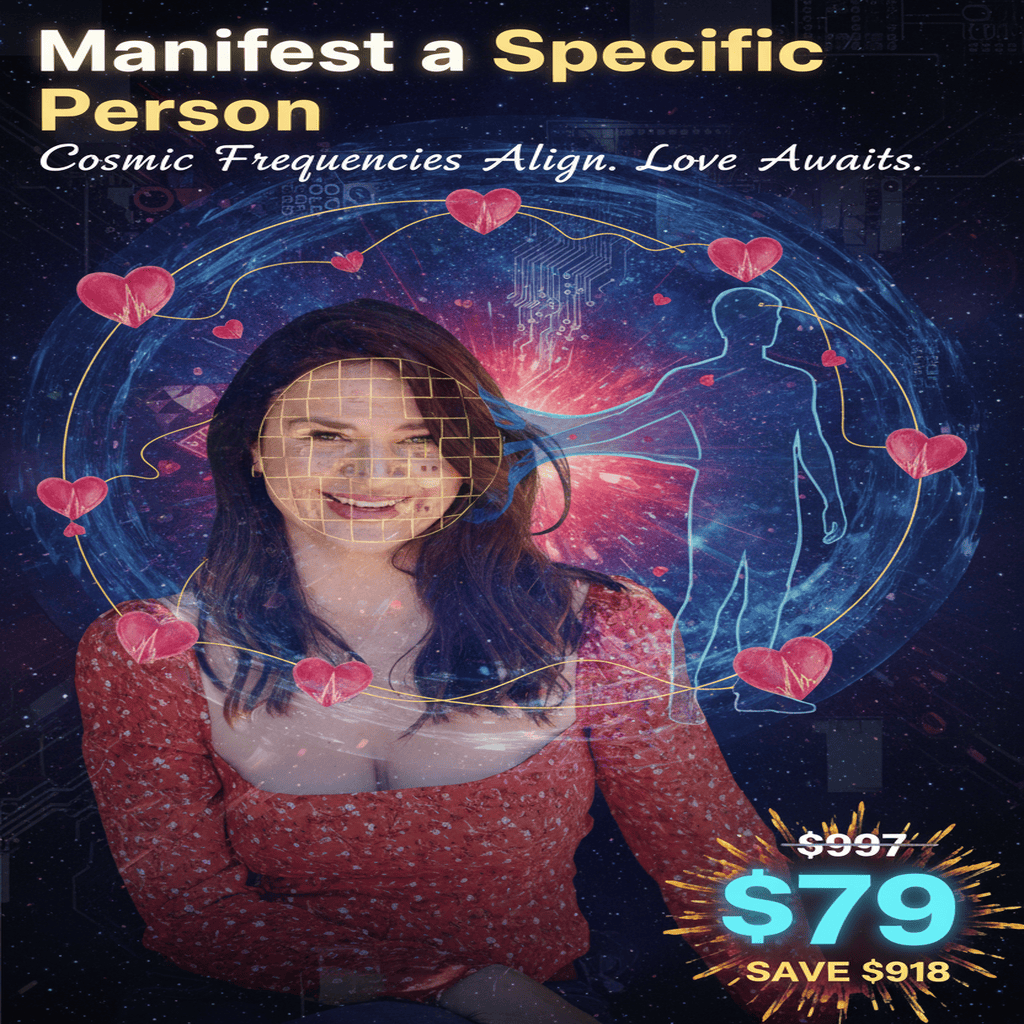 Manifest a Specific
Person
Cosmic Frequencies Align. Love Awaits.
$997
$79
SAVE $918